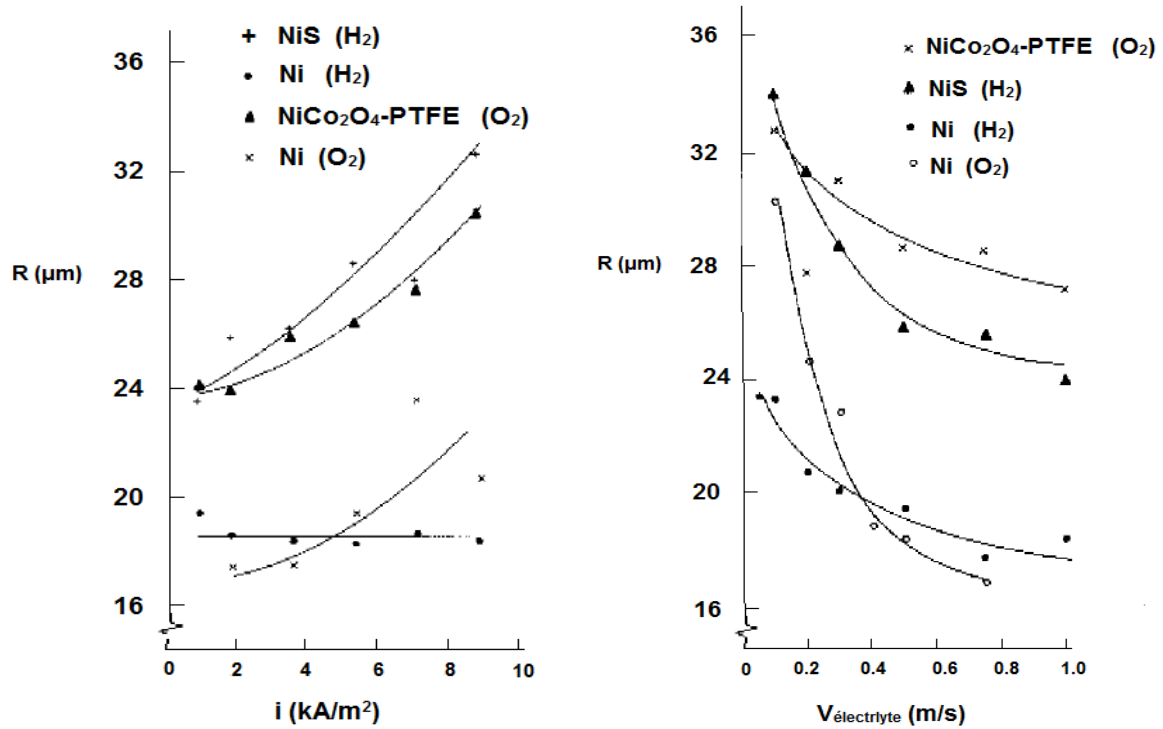 NiS (H₂)
Ni (H₂)
NiCo₂O₄-PTFE (O₂)
Ni (O₂)
36
32
28
24
20
16
R (µm)
0 2 4 6 8 10
i (kA/m²)
NiCo₂O₄-PTFE (O₂)
NiS (H₂)
Ni (H₂)
Ni (O₂)
36
32
28
24
20
16
R (µm)
0 0.2 0.4 0.6 0.8 1.0
Vélectrlyte (m/s)